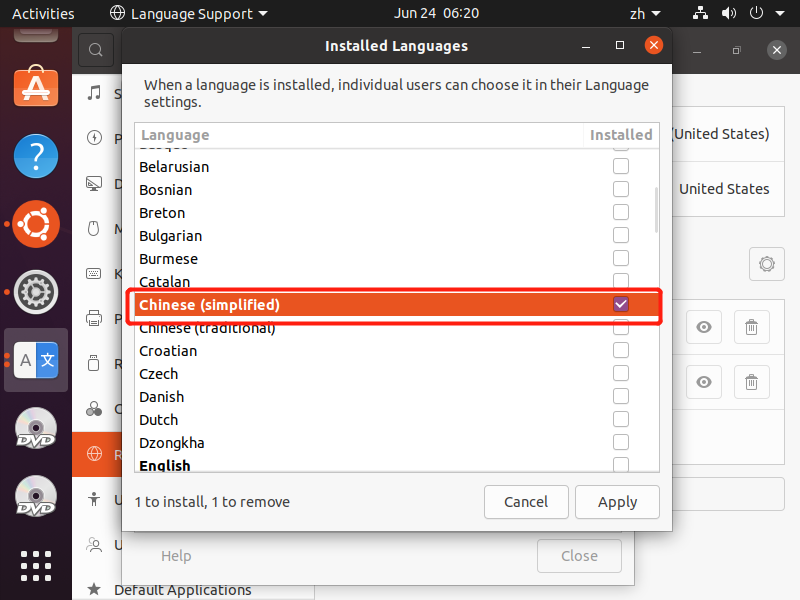 Activities
Language Support
Jun 24 06:20
zh
Installed Languages
When a language is installed, individual users can choose it in their Language
settings.
Language
Installed
Belarusian
Bosnian
Breton
Bulgarian
Burmese
Catalan
Chinese (simplified)
Chinese (traditional)
Croatian
Czech
Danish
Dutch
Dzongkha
English
1 to install, 1 to remove
Cancel
Apply
Help
Close
(United States)
United States
A 文
DVD
DVD
S
P
D
M
K
P
R
C
R
U
U
Default Applications